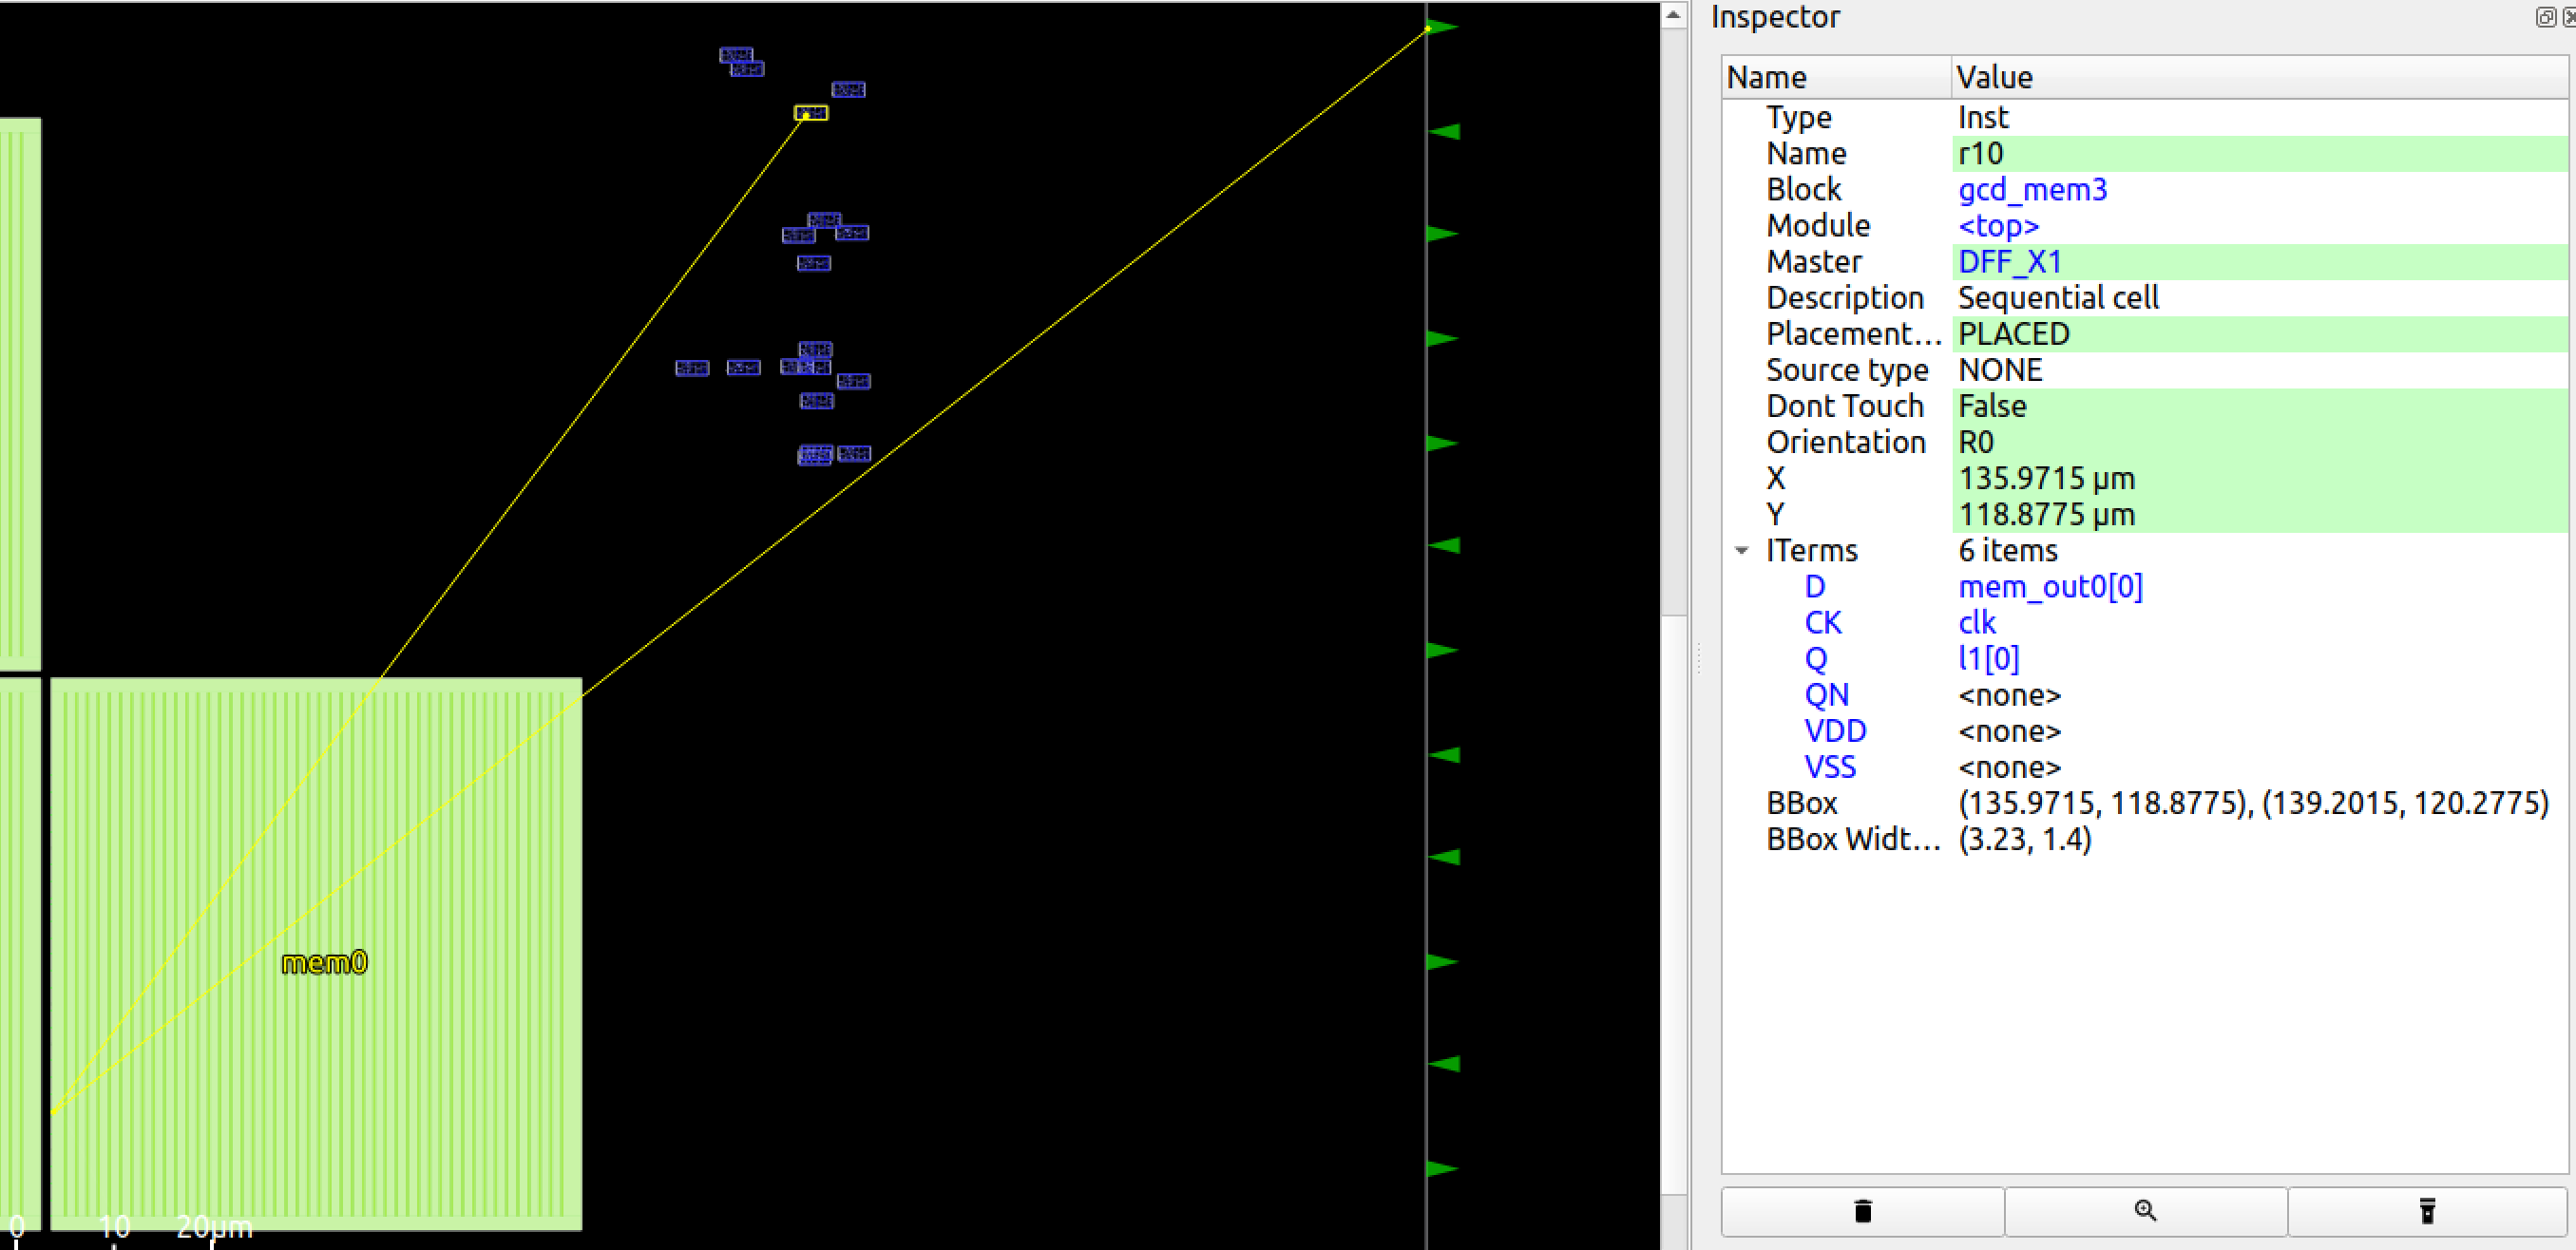 mem0
0 10 20μm
Inspector
Name Value
Type Inst
Name r10
Block gcd_mem3
Module <top>
Master DFF_X1
Description Sequential cell
Placement... PLACED
Source type NONE
Dont Touch False
Orientation R0
X 135.9715 μm
Y 118.8775 μm
ITerms 6 items
D mem_out0[0]
CK clk
Q l1[0]
QN <none>
VDD <none>
VSS <none>
BBox (135.9715, 118.8775), (139.2015, 120.2775)
BBox Widt... (3.23, 1.4)